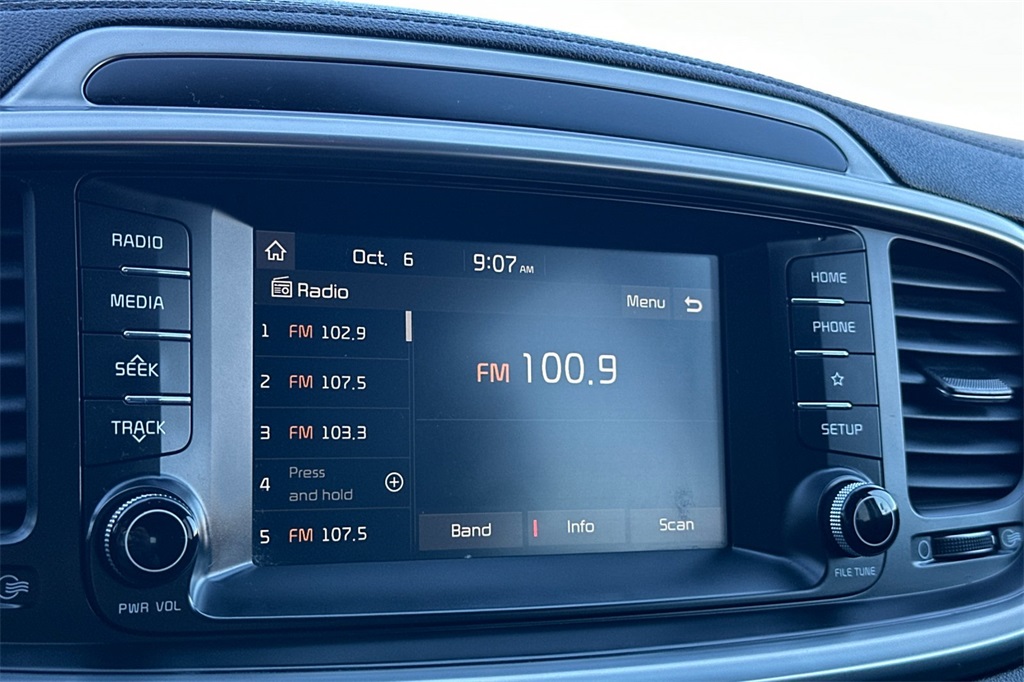 RADIO
MEDIA
SEEK
TRACK
PWR VOL
Oct. 6 9:07 AM
Radio
Menu
1 FM 102.9
2 FM 107.5
3 FM 103.3
4 Press
and hold
5 FM 107.5
FM 100.9
Band Info Scan
HOME
PHONE
SETUP
FILE TUNE